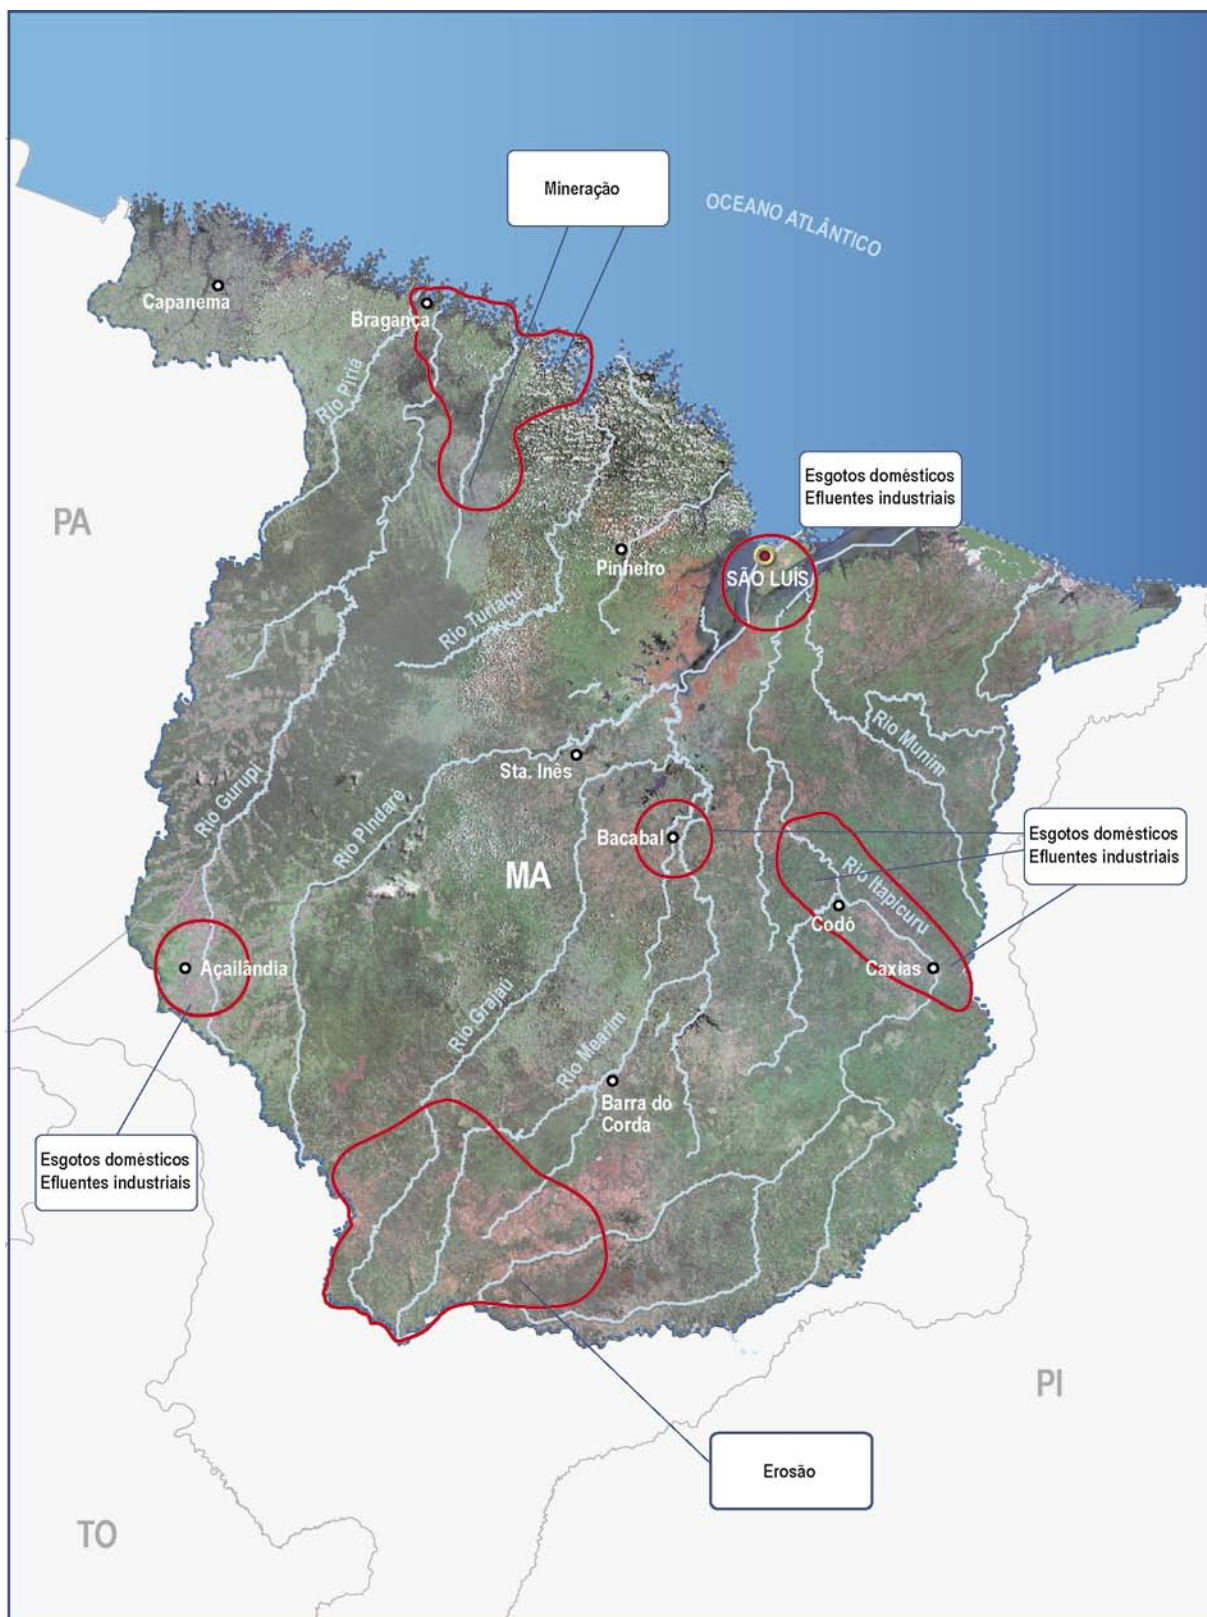 Mineração
OCEANO ATLÂNTICO
Capanema
Bragança
Rio Piriá
Esgotos domésticos
Efluentes industriais
PA
Pinheiro
SÃO LUÍS
Rio Turiaçu
Rio Munim
Sta. Inês
Rio Gurupi
Rio Pindaré
Bacabal
Esgotos domésticos
Efluentes industriais
MA
Rio Itapicuru
Codó
Açailândia
Caxias
Rio Grajaú
Rio Mearim
Barra do
Corda
Esgotos domésticos
Efluentes industriais
PI
Erosão
TO